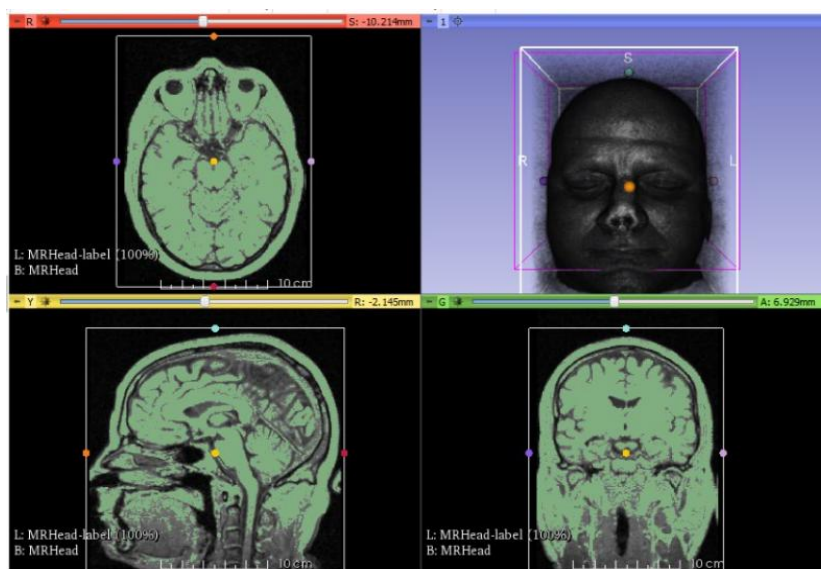 R S: -10.214mm
1
S
R L
L: MRHead-label (100%)
B: MRHead
10 cm
Y R: -2.145mm
G A: 6.929mm
L: MRHead-label (100%)
B: MRHead
10 cm
L: MRHead-label (100%)
B: MRHead
10 cm